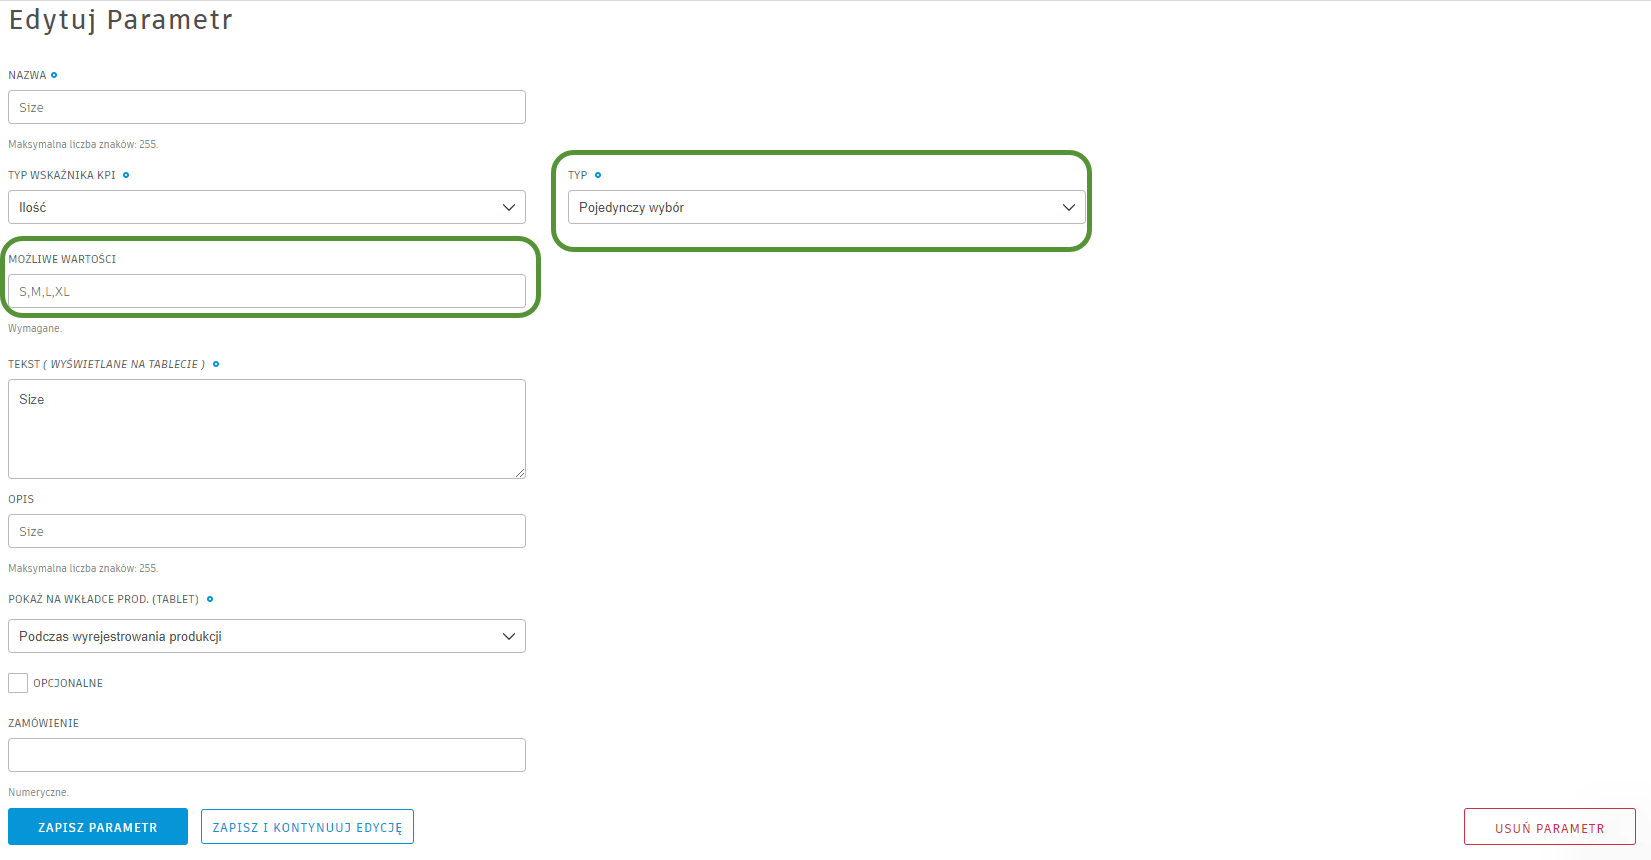 Edytuj Parametr
NAZWA
Size
Maksymalna liczba znaków: 255.
TYP WSKAŹNIKA KPI
TYP
Ilość
Pojedynczy wybór
MOŻLIWE WARTOŚCI
S,M,L,XL
Wymagane.
TEKST ( WYŚWIETLANE NA TABLECIE )
Size
OPIS
Size
Maksymalna liczba znaków: 255.
POKAŻ NA WKŁADCE PROD. (TABLET)
Podczas wyrejestrowania produkcji
OPCJONALNE
ZAMÓWIENIE
Numeryczne.
ZAPISZ PARAMETR
ZAPISZ I KONTYNUUJ EDYCJĘ
USUŃ PARAMETR